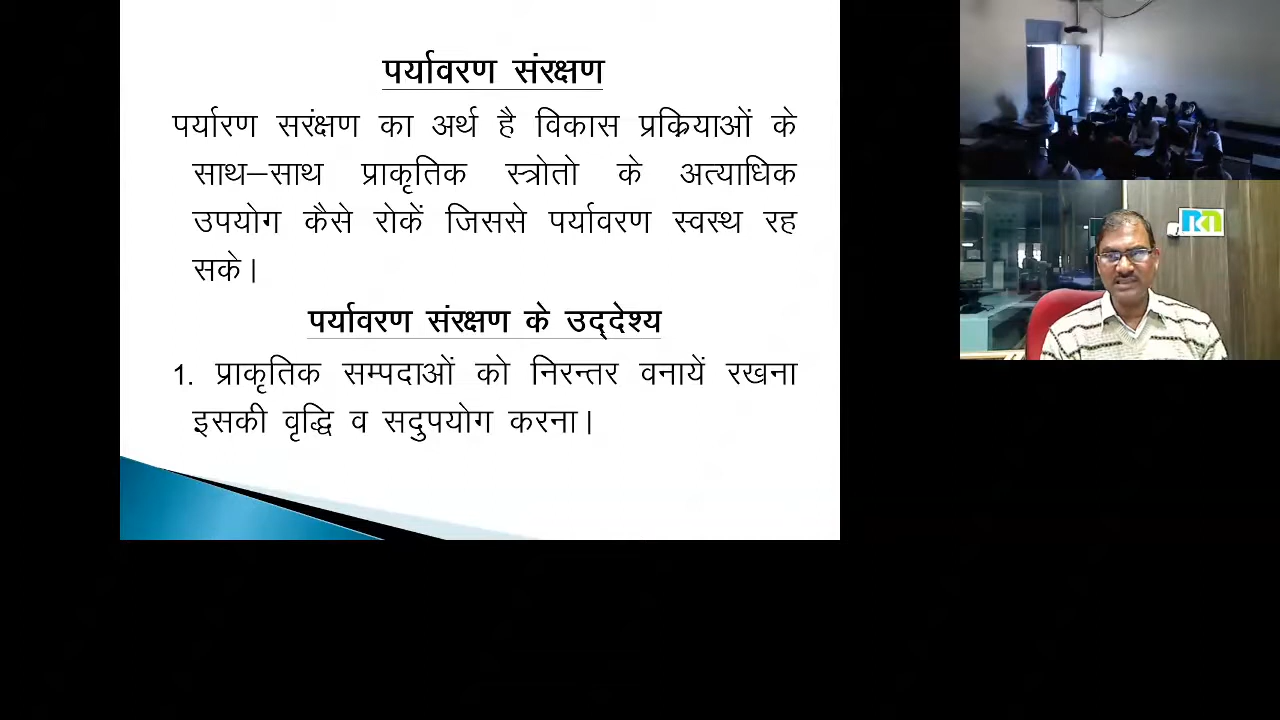 पर्यावरण संरक्षण
पर्यारण सरंक्षण का अर्थ है विकास प्रक्रियाओं के
साथ–साथ प्राकृतिक स्त्रोतो के अत्याधिक
उपयोग कैसे रोकें जिससे पर्यावरण स्वस्थ रह
सके।
पर्यावरण संरक्षण के उद्देश्य
1. प्राकृतिक सम्पदाओं को निरन्तर वनायें रखना
इसकी वृद्धि व सदुपयोग करना।